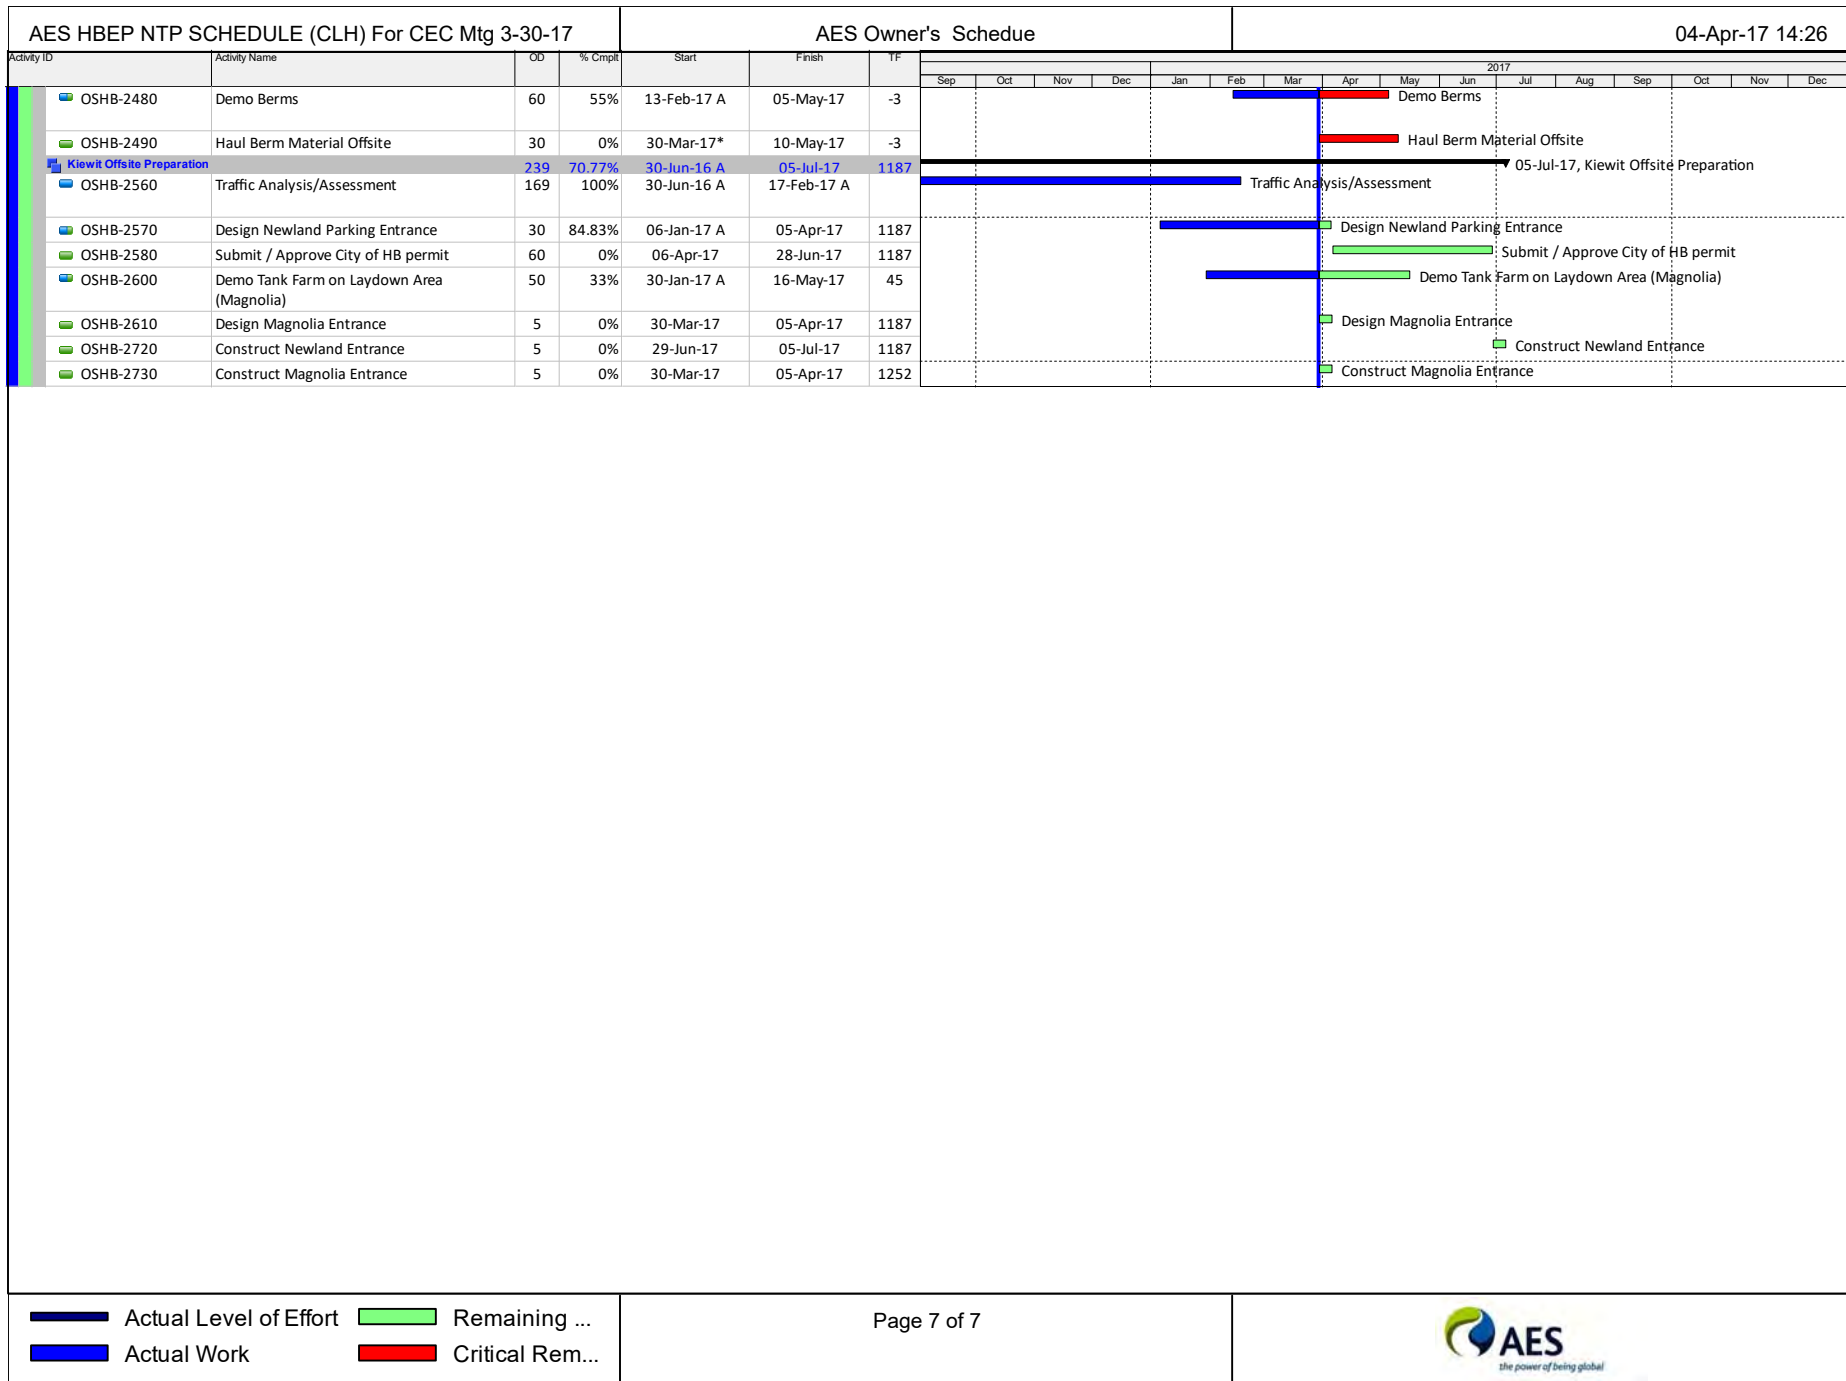 AES HBEP NTP SCHEDULE (CLH) For CEC Mtg 3-30-17 AES Owner's Schedue 04-Apr-17 14:26
Activity ID Activity Name OD % Cmplt Start Finish TF
2017
Sep Oct Nov Dec Jan Feb Mar Apr May Jun Jul Aug Sep Oct Nov Dec
OSHB-2480 Demo Berms 60 55% 13-Feb-17 A 05-May-17 -3 Demo Berms
OSHB-2490 Haul Berm Material Offsite 30 0% 30-Mar-17* 10-May-17 -3 Haul Berm Material Offsite
Kiewit Offsite Preparation 239 70.77% 30-Jun-16 A 05-Jul-17 1187 05-Jul-17, Kiewit Offsite Preparation
OSHB-2560 Traffic Analysis/Assessment 169 100% 30-Jun-16 A 17-Feb-17 A Traffic Analysis/Assessment
OSHB-2570 Design Newland Parking Entrance 30 84.83% 06-Jan-17 A 05-Apr-17 1187 Design Newland Parking Entrance
OSHB-2580 Submit / Approve City of HB permit 60 0% 06-Apr-17 28-Jun-17 1187 Submit / Approve City of HB permit
OSHB-2600 Demo Tank Farm on Laydown Area 50 33% 30-Jan-17 A 16-May-17 45 Demo Tank Farm on Laydown Area (Magnolia)
(Magnolia)
OSHB-2610 Design Magnolia Entrance 5 0% 30-Mar-17 05-Apr-17 1187 Design Magnolia Entrance
OSHB-2720 Construct Newland Entrance 5 0% 29-Jun-17 05-Jul-17 1187 Construct Newland Entrance
OSHB-2730 Construct Magnolia Entrance 5 0% 30-Mar-17 05-Apr-17 1252 Construct Magnolia Entrance
Actual Level of Effort Remaining ...
Actual Work Critical Rem...
Page 7 of 7
AES
the power of being global